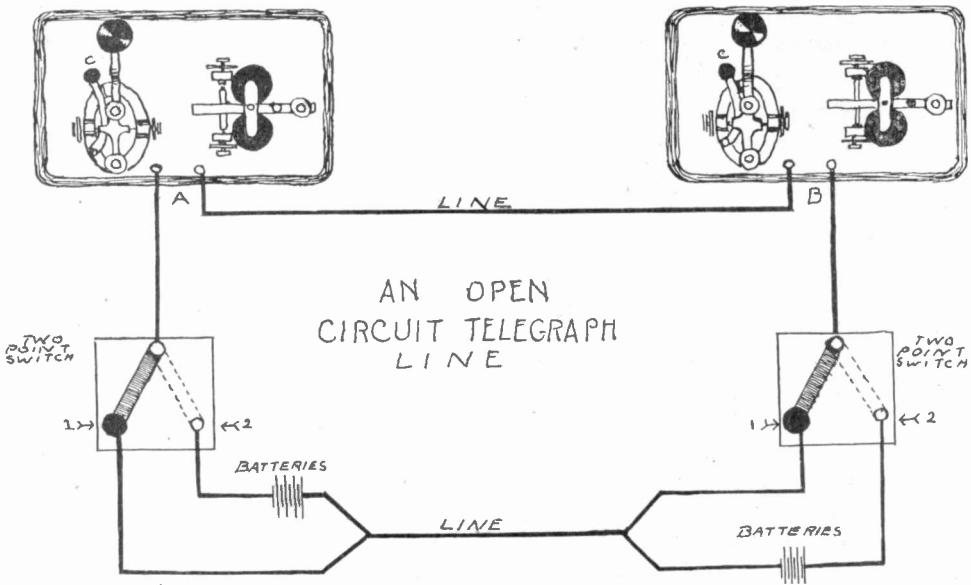 C
C
A
LINE
B
AN OPEN
CIRCUIT TELEGRAPH
LINE
TWO
POINT
SWITCH
TWO
POINT
SWITCH
1
2
1
2
BATTERIES
LINE
BATTERIES